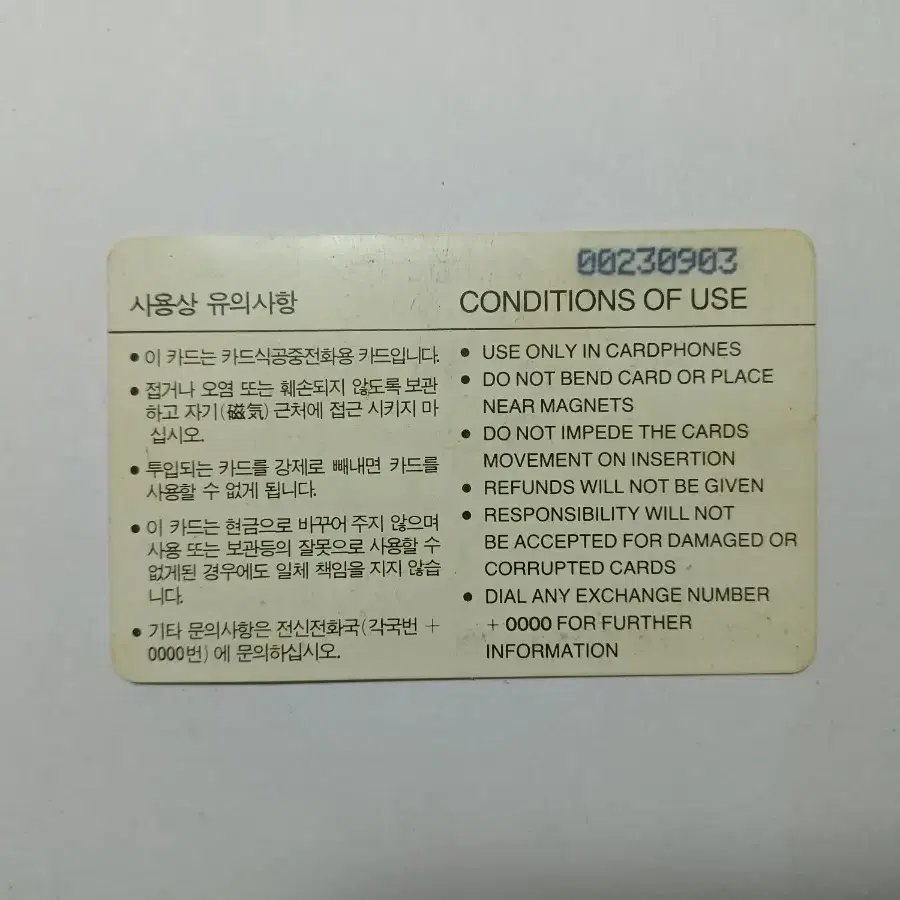 00230903
사용상 유의사항
• 이 카드는 카드식공중전화용 카드입니다.
• 접거나 오염 또는 훼손되지 않도록 보관
하고 자기(磁気) 근처에 접근 시키지 마
십시오.
• 투입되는 카드를 강제로 빼내면 카드를
사용할 수 없게 됩니다.
• 이 카드는 현금으로 바꾸어 주지 않으며
사용 또는 보관등의 잘못으로 사용할 수
없게된 경우에도 일체 책임을 지지 않습
니다.
• 기타 문의사항은 전신전화국(각국번 +
0000번)에 문의하십시오.
CONDITIONS OF USE
• USE ONLY IN CARDPHONES
• DO NOT BEND CARD OR PLACE
NEAR MAGNETS
• DO NOT IMPEDE THE CARDS
MOVEMENT ON INSERTION
• REFUNDS WILL NOT BE GIVEN
• RESPONSIBILITY WILL NOT
BE ACCEPTED FOR DAMAGED OR
CORRUPTED CARDS
• DIAL ANY EXCHANGE NUMBER
+ 0000 FOR FURTHER
INFORMATION